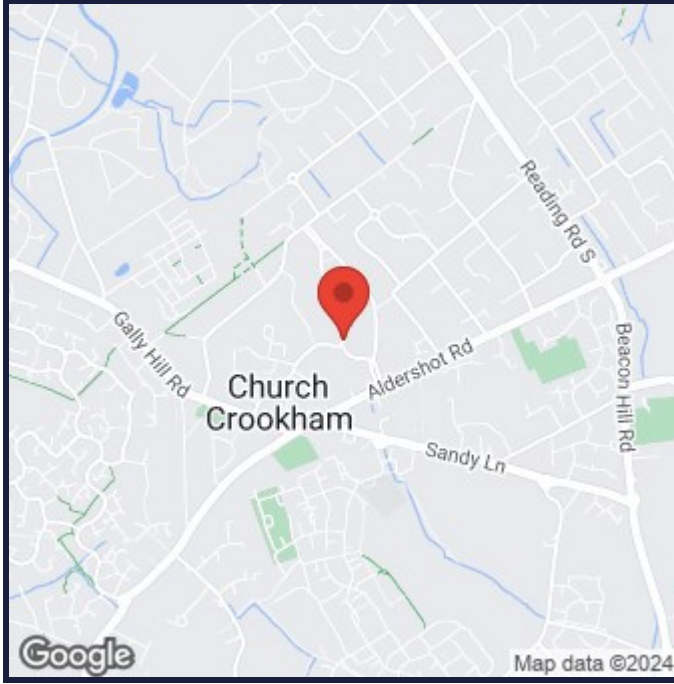 Reading Rd S
Gally Hill Rd
Beacon Hill Rd
Aldershot Rd
Church
Crookham
Sandy Ln
Google
Map data ©2024